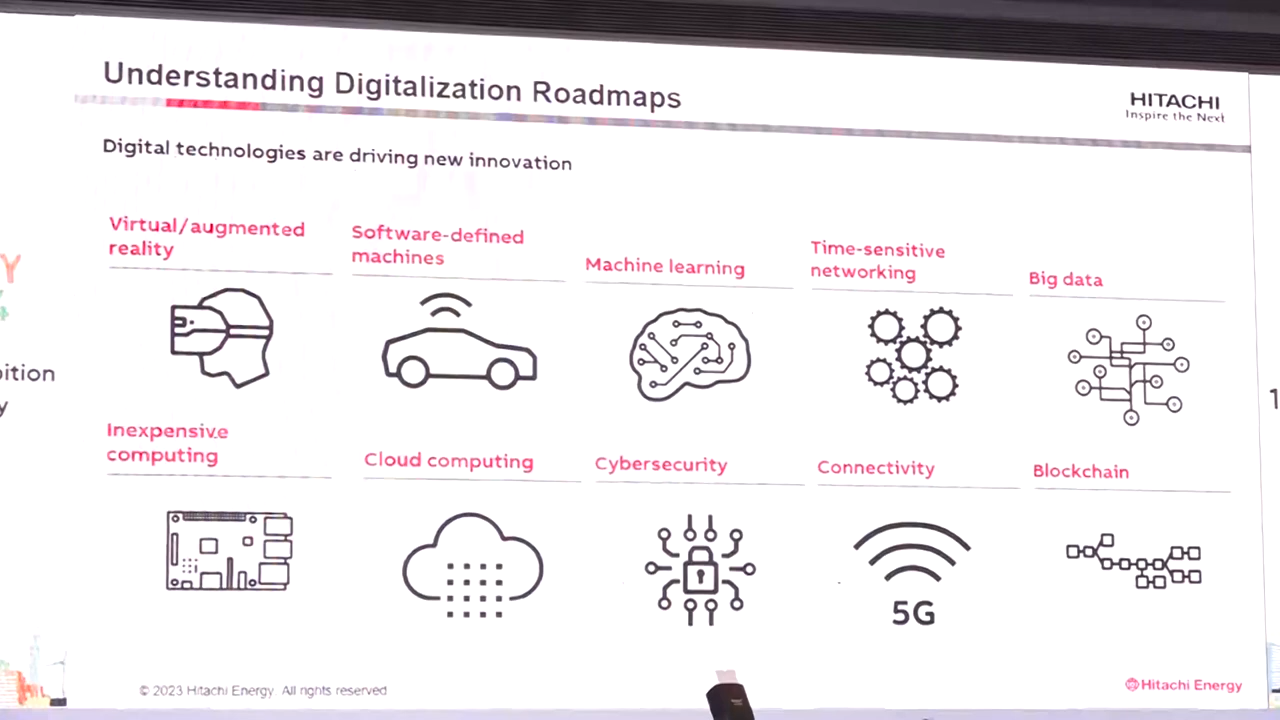 Understanding Digitalization Roadmaps
HITACHI
Inspire the Next
Digital technologies are driving new innovation
Virtual/augmented
reality
Software-defined
machines
Machine learning
Time-sensitive
networking
Big data
Inexpensive
computing
Cloud computing
Cybersecurity
Connectivity
Blockchain
5G
© 2023 Hitachi Energy All rights reserved
Hitachi Energy